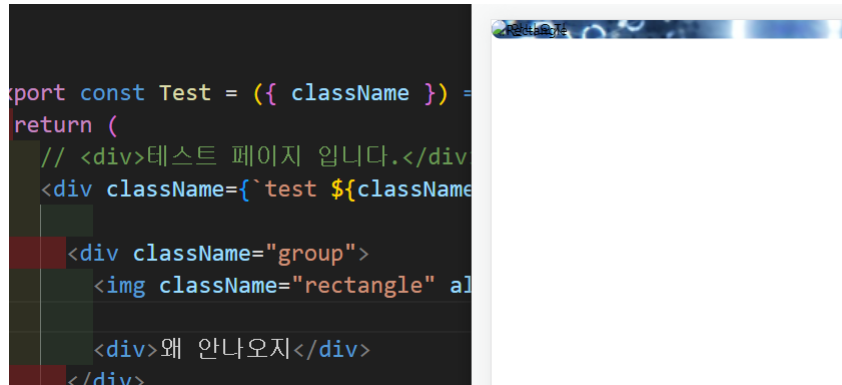 port const Test = ({ className }) =
return (
// <div>테스트 페이지 입니다.</div
<div className={`test ${className
<div className="group">
<img className="rectangle" al
<div>왜 안나오지</div>
</div>